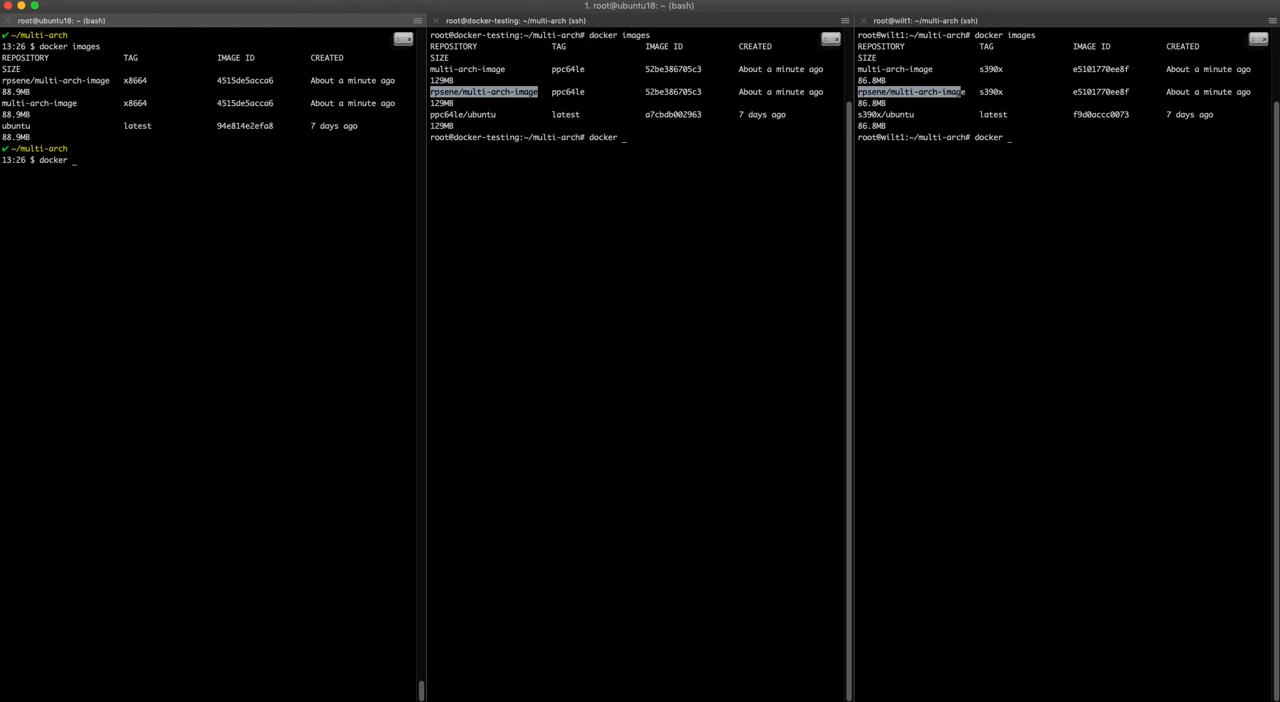 1. root@ubuntu18: ~ (bash)
root@ubuntu18: ~ (bash)
✔ ~/multi-arch
13:26 $ docker images
REPOSITORY TAG IMAGE ID CREATED
SIZE
rpsene/multi-arch-image x8664 4515de5acca6 About a minute ago
88.9MB
multi-arch-image x8664 4515de5acca6 About a minute ago
88.9MB
ubuntu latest 94e814e2efa8 7 days ago
88.9MB
✔ ~/multi-arch
13:26 $ docker _
root@docker-testing: ~/multi-arch (ssh)
root@docker-testing:~/multi-arch# docker images
REPOSITORY TAG IMAGE ID CREATED
SIZE
multi-arch-image ppc64le 52be386705c3 About a minute ago
129MB
rpsene/multi-arch-image ppc64le 52be386705c3 About a minute ago
129MB
ppc64le/ubuntu latest a7cbdb002963 7 days ago
129MB
root@docker-testing:~/multi-arch# docker _
root@wilt1: ~/multi-arch (ssh)
root@wilt1:~/multi-arch# docker images
REPOSITORY TAG IMAGE ID CREATED
SIZE
multi-arch-image s390x e5101770ee8f About a minute ago
86.8MB
rpsene/multi-arch-image s390x e5101770ee8f About a minute ago
86.8MB
s390x/ubuntu latest f9d0accc0073 7 days ago
86.8MB
root@wilt1:~/multi-arch# docker _